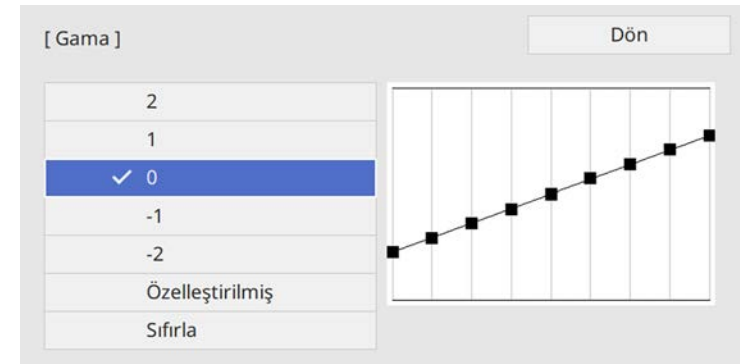 [ Gama ]
Dön
2
1
0
-1
-2
Özelleştirilmiş
Sıfırla